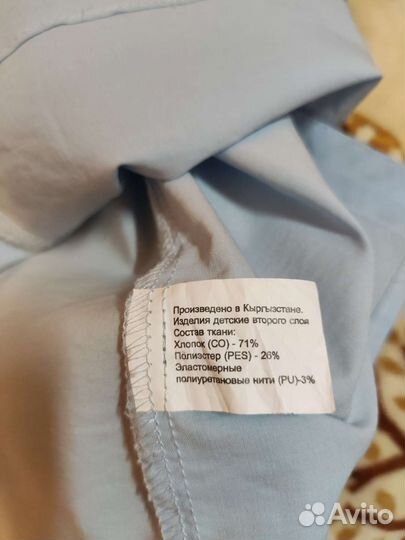 Произведено в Кыргызстане.
Изделия детские второго слоя
Состав ткани:
Хлопок (CO) - 71%
Полиэстер (PES) - 26%
Эластомерные
полиуретановые нити (PU)-3%
Avito